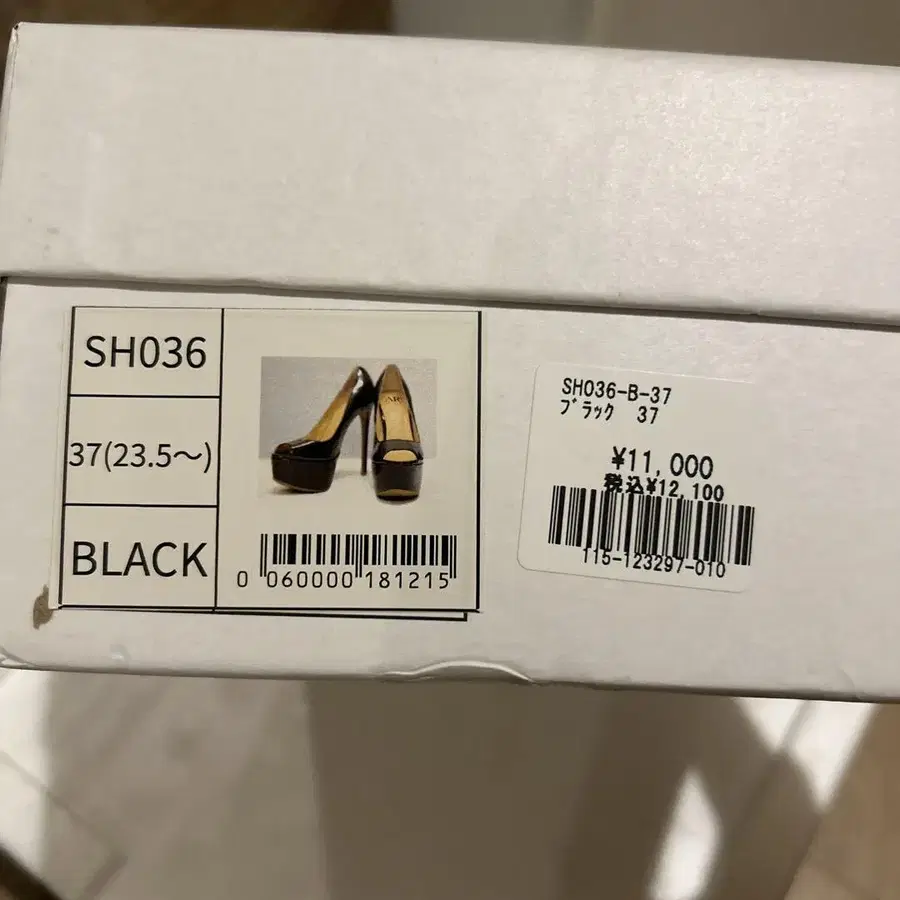 SH036
37(23.5～)
BLACK
0 060000 181215
SH036-B-37
ﾌﾞﾗｯｸ 37
¥11,000
税込¥12,100
115-123297-010